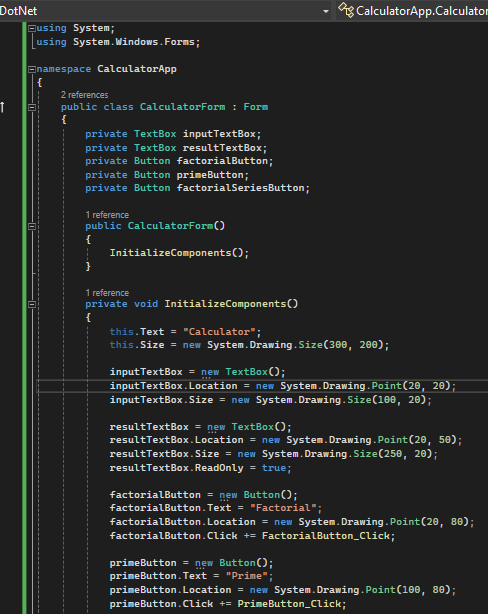 DotNet CalculatorApp.Calculator
using System;
using System.Windows.Forms;
namespace CalculatorApp
{
2 references
public class CalculatorForm : Form
{
private TextBox inputTextBox;
private TextBox resultTextBox;
private Button factorialButton;
private Button primeButton;
private Button factorialSeriesButton;
1 reference
public CalculatorForm()
{
InitializeComponents();
}
1 reference
private void InitializeComponents()
{
this.Text = "Calculator";
this.Size = new System.Drawing.Size(300, 200);
inputTextBox = new TextBox();
inputTextBox.Location = new System.Drawing.Point(20, 20);
inputTextBox.Size = new System.Drawing.Size(100, 20);
resultTextBox = new TextBox();
resultTextBox.Location = new System.Drawing.Point(20, 50);
resultTextBox.Size = new System.Drawing.Size(250, 20);
resultTextBox.ReadOnly = true;
factorialButton = new Button();
factorialButton.Text = "Factorial";
factorialButton.Location = new System.Drawing.Point(20, 80);
factorialButton.Click += FactorialButton_Click;
primeButton = new Button();
primeButton.Text = "Prime";
primeButton.Location = new System.Drawing.Point(100, 80);
primeButton.Click += PrimeButton_Click;